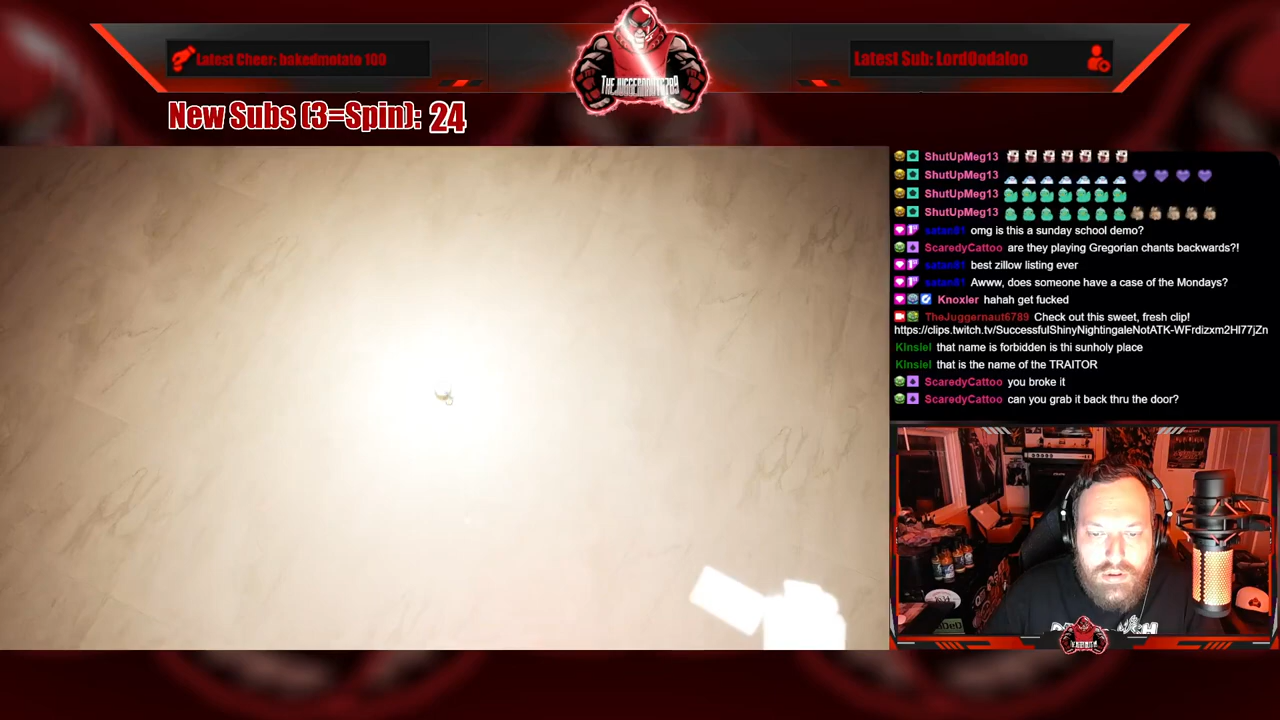 Latest Cheer: bakedmotato 100
THEJUGGERNAUT6789
Latest Sub: LordOodaloo
New Subs (3=Spin): 24
ShutUpMeg13
ShutUpMeg13
ShutUpMeg13
ShutUpMeg13
satan81 omg is this a sunday school demo?
ScaredyCattoo are they playing Gregorian chants backwards?!
satan81 best zillow listing ever
satan81 Awww, does someone have a case of the Mondays?
Knoxler hahah get fucked
TheJuggernaut6789 Check out this sweet, fresh clip!
https://clips.twitch.tv/SuccessfulShinyNightingaleNotATK-WFrdizxm2Hl77jZn
Kinsiel that name is forbidden is thi sunholy place
Kinsiel that is the name of the TRAITOR
ScaredyCattoo you broke it
ScaredyCattoo can you grab it back thru the door?